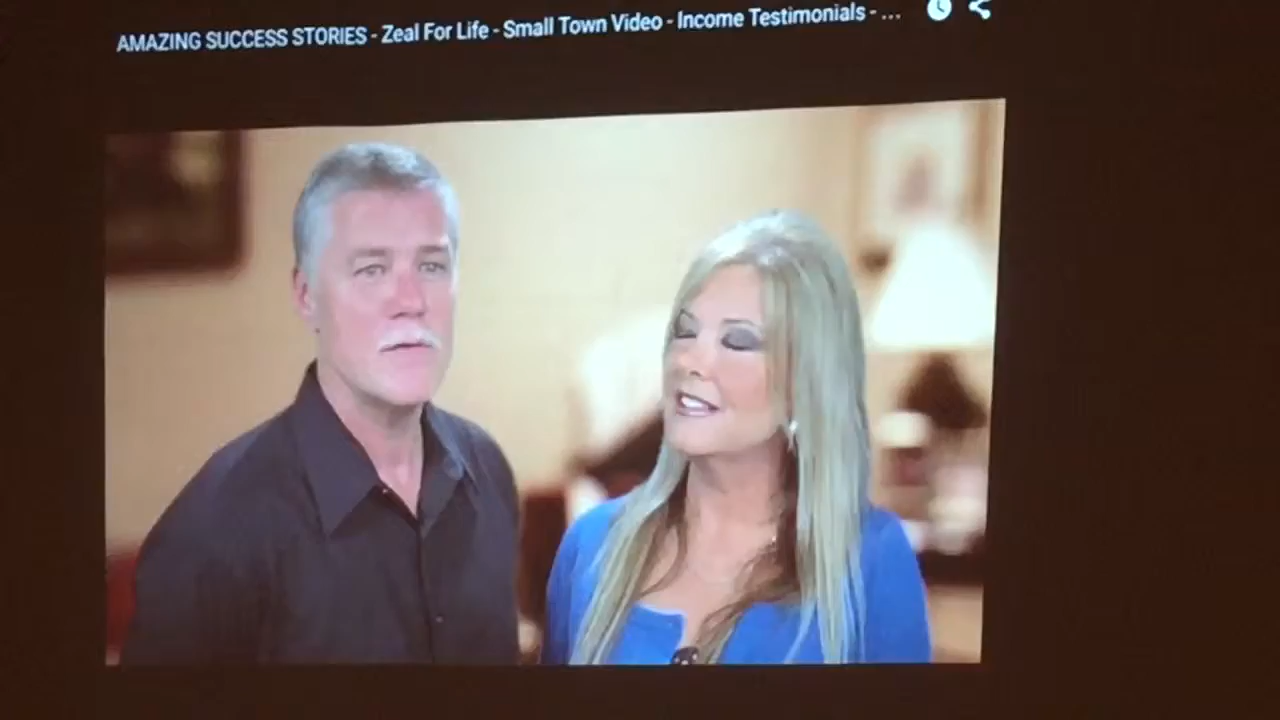 AMAZING SUCCESS STORIES - Zeal For Life - Small Town Video - Income Testimonials - ...